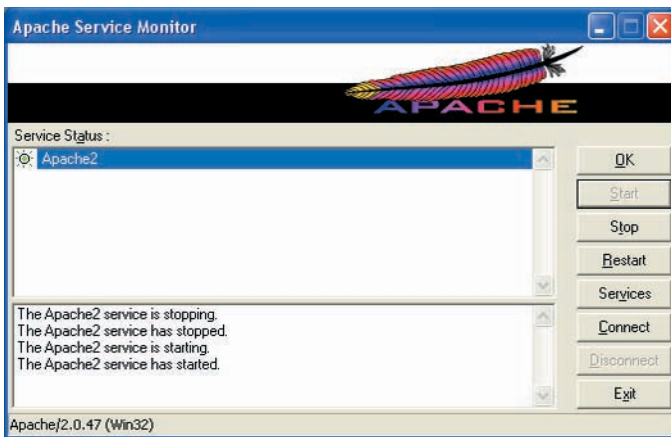 Apache Service Monitor
APACHE
Service Status :
Apache2
OK
Start
Stop
Restart
Services
Connect
Disconnect
Exit
The Apache2 service is stopping.
The Apache2 service has stopped.
The Apache2 service is starting.
The Apache2 service has started.
Apache/2.0.47 (Win32)